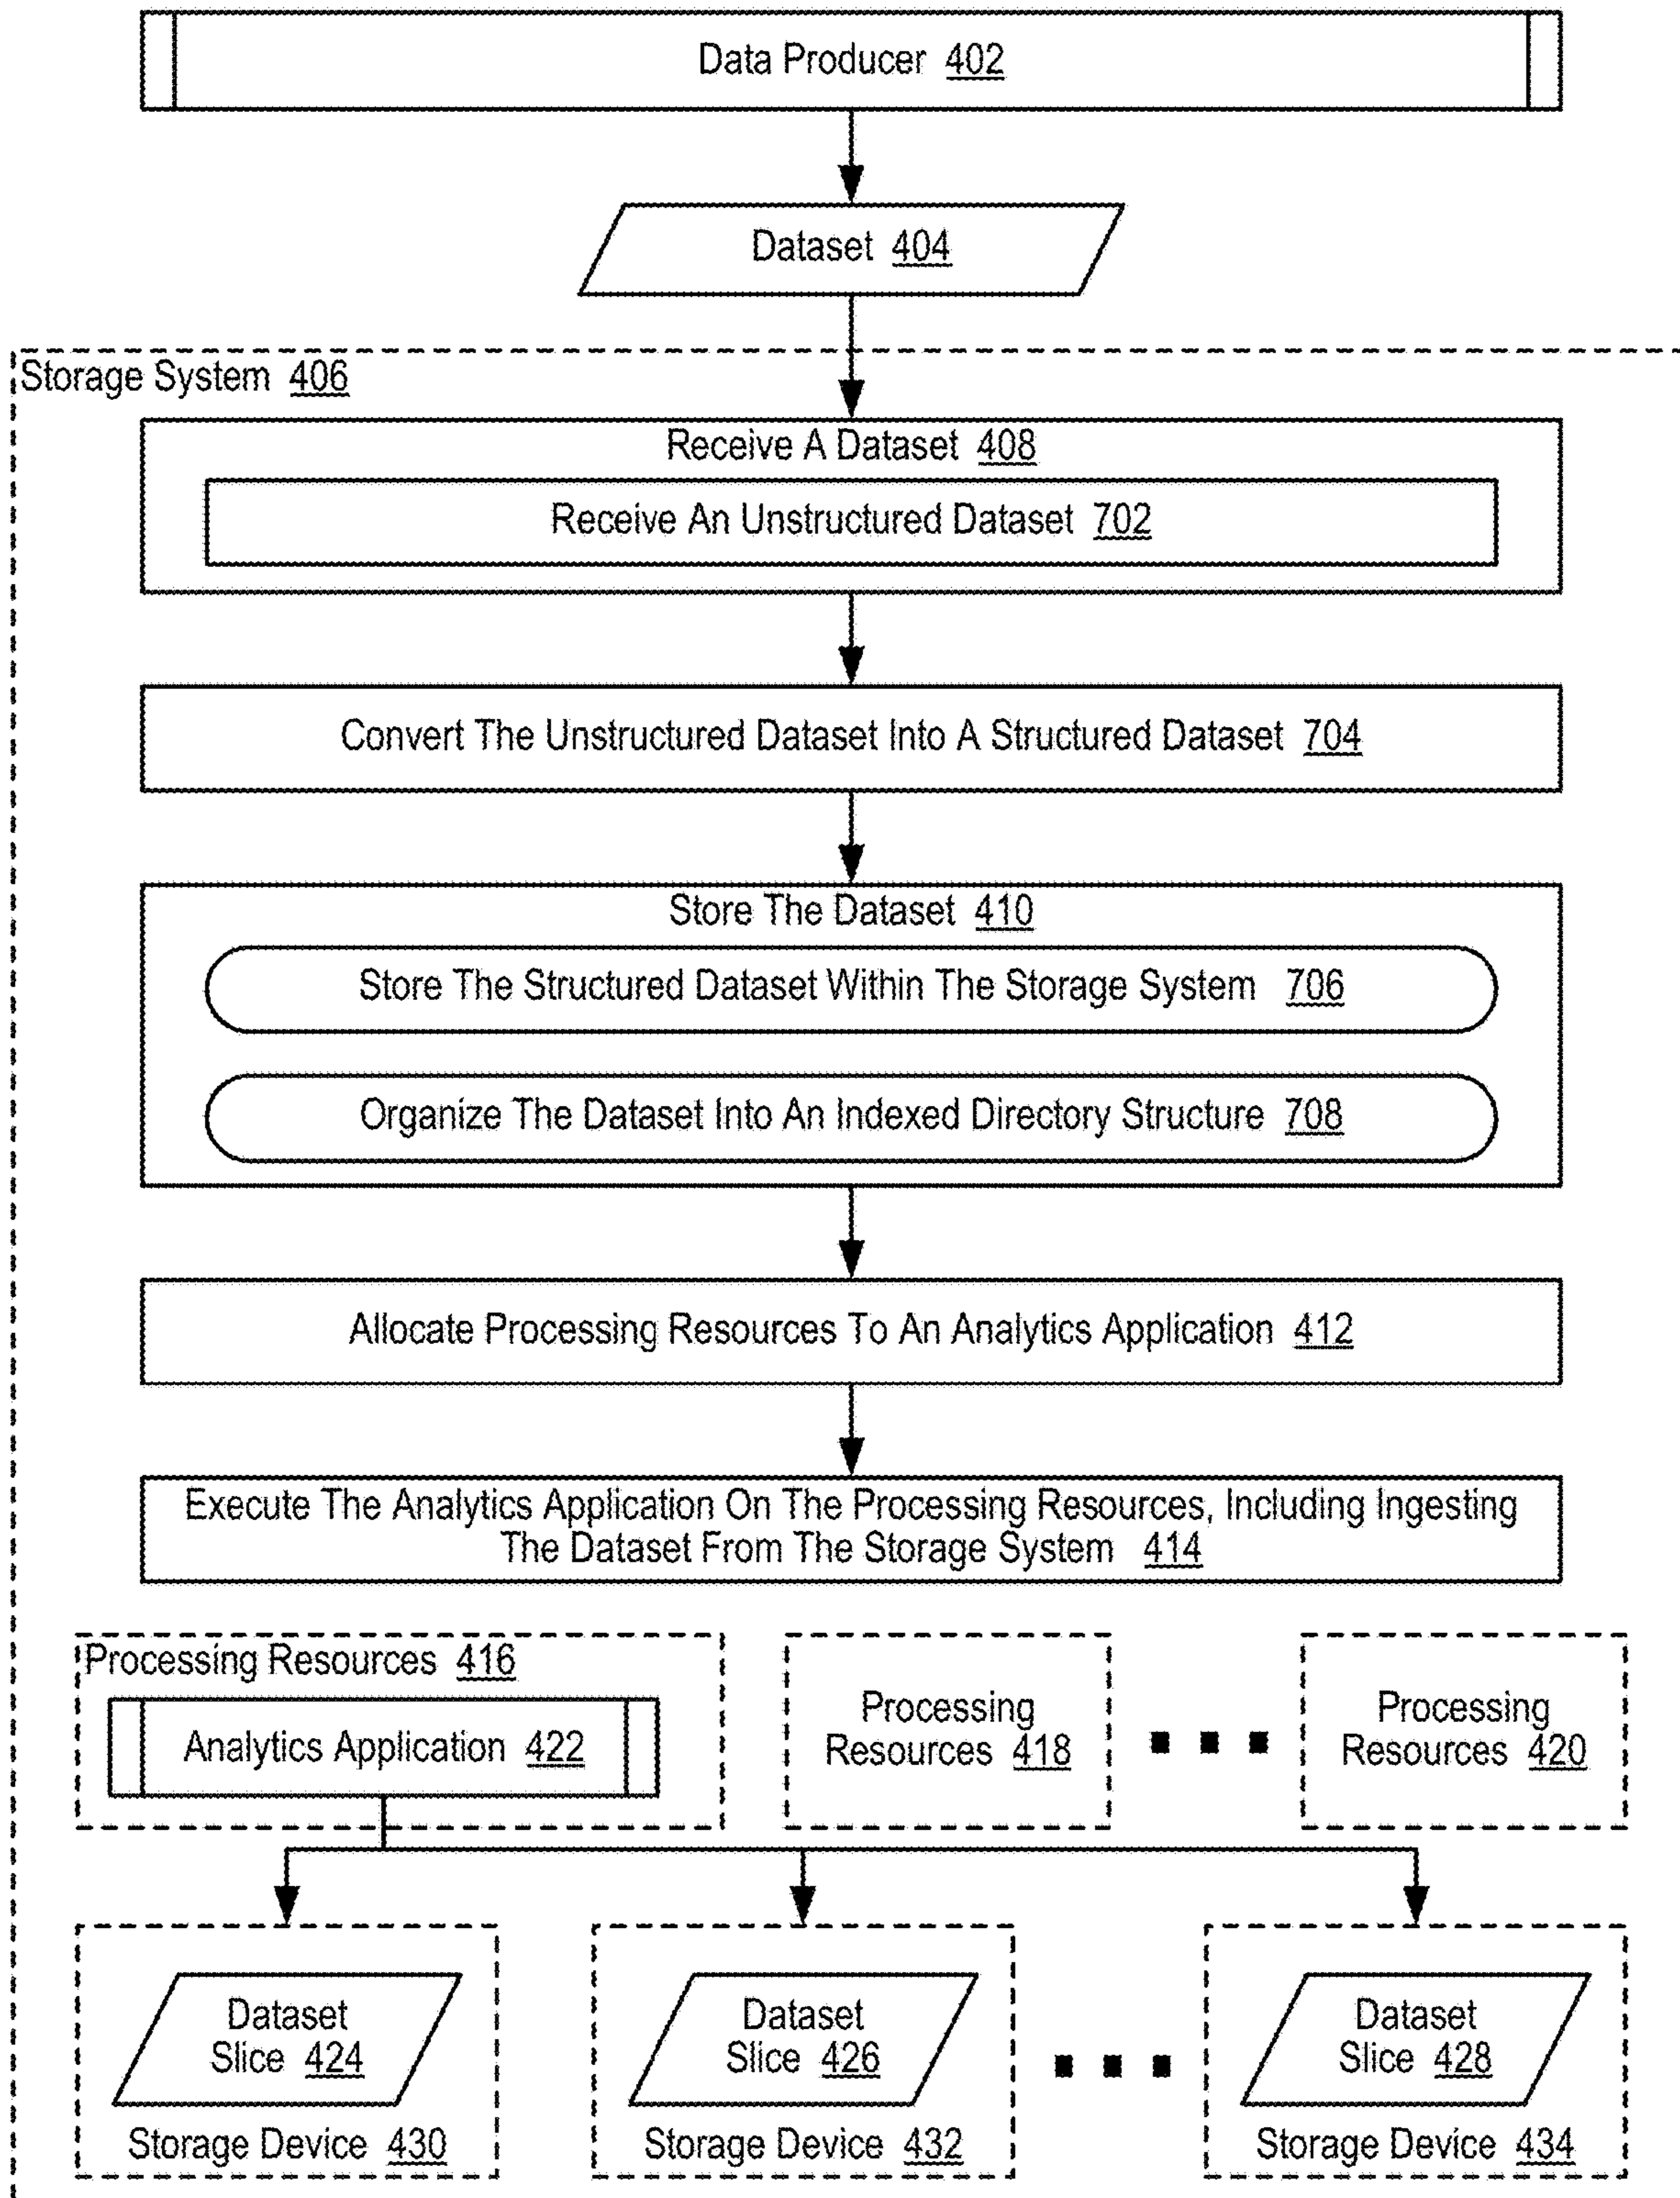 Data Producer 402
Dataset 404
Storage System 406
Receive A Dataset 408
Receive An Unstructured Dataset 702
Convert The Unstructured Dataset Into A Structured Dataset 704
Store The Dataset 410
Store The Structured Dataset Within The Storage System 706
Organize The Dataset Into An Indexed Directory Structure 708
Allocate Processing Resources To An Analytics Application 412
Execute The Analytics Application On The Processing Resources, Including Ingesting
The Dataset From The Storage System 414
Processing Resources 416
Analytics Application 422
Processing
Resources 418
Processing
Resources 420
Dataset
Slice 424
Storage Device 430
Dataset
Slice 426
Storage Device 432
Dataset
Slice 428
Storage Device 434